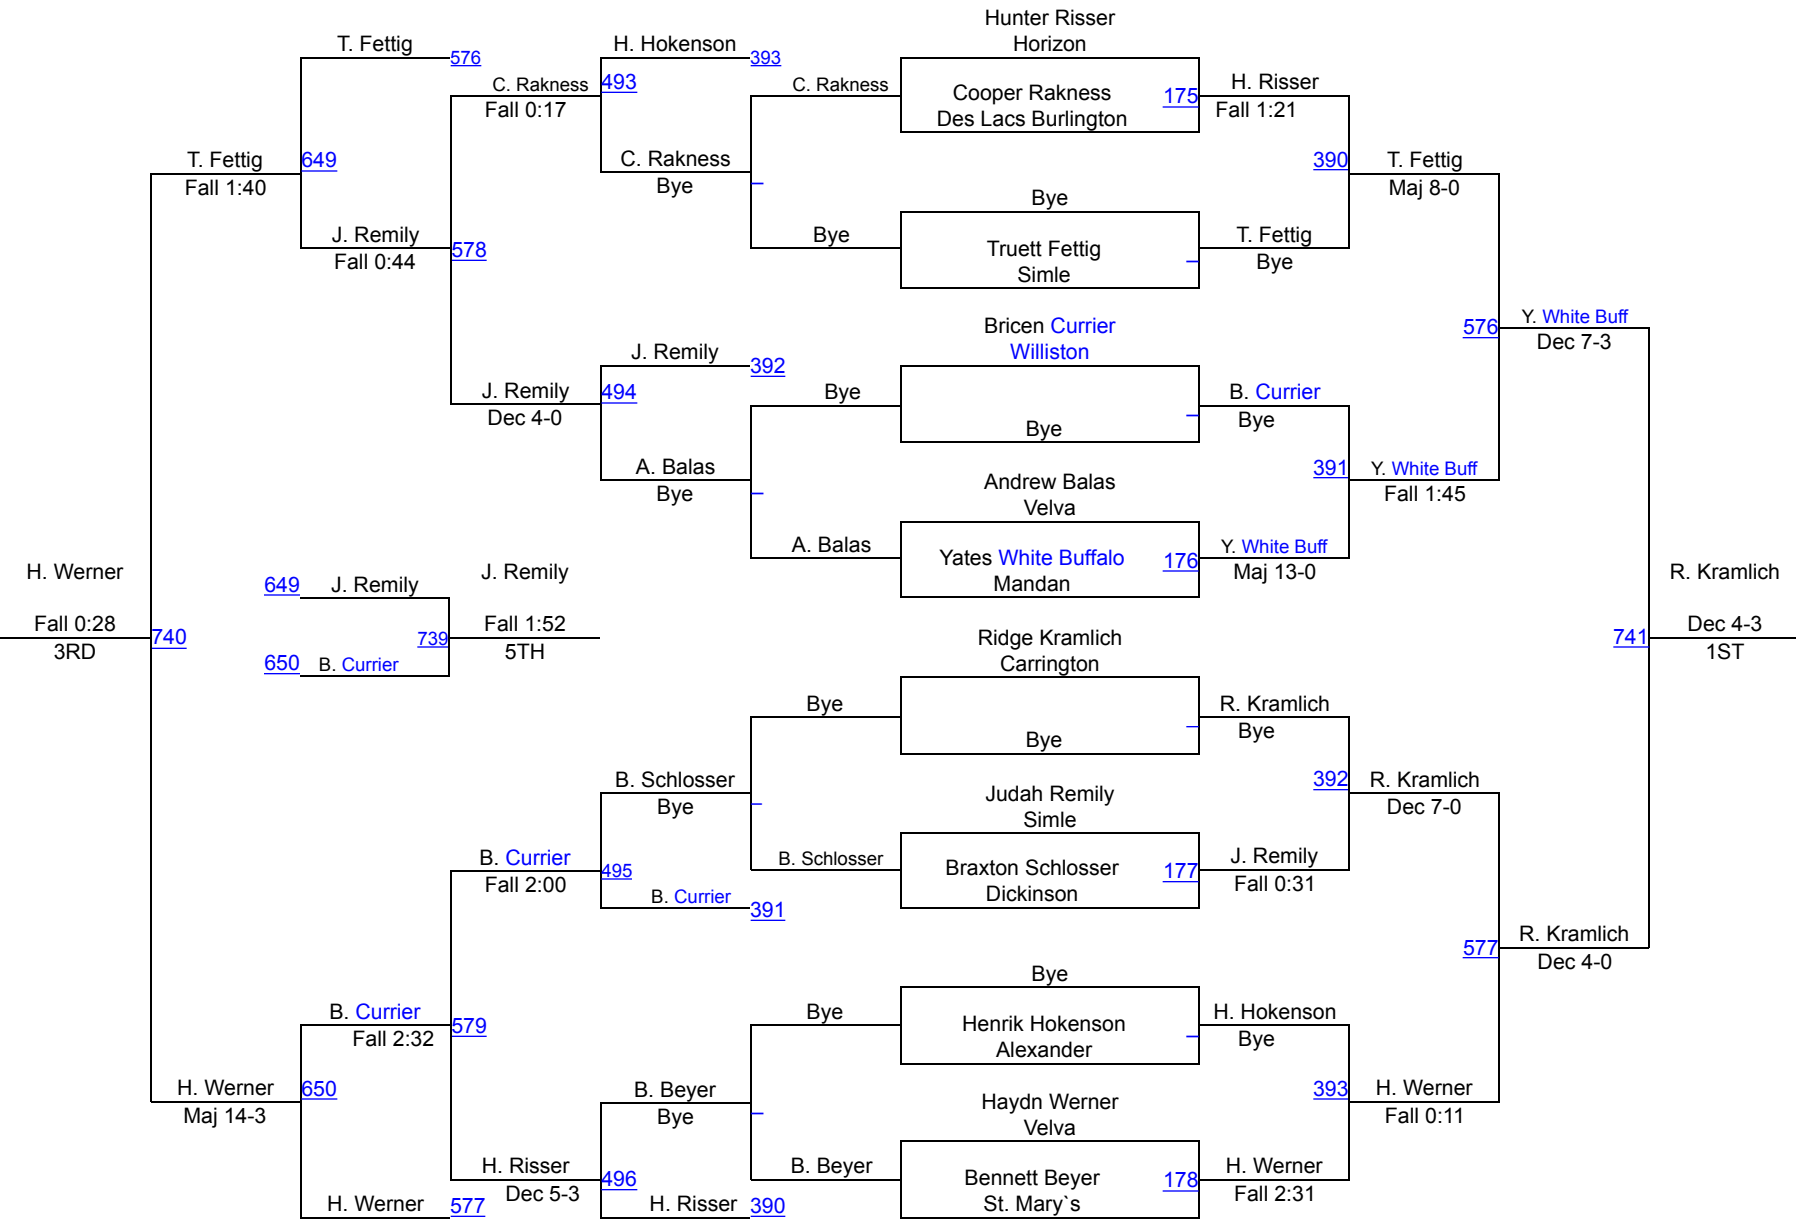 Hunter Risser
Horizon
T. Fettig
576
H. Hokenson
393
C. Rakness
493
Fall 0:17
C. Rakness
Cooper Rakness
Des Lacs Burlington
175
H. Risser
Fall 1:21
T. Fettig
649
Fall 1:40
C. Rakness
Bye
390
T. Fettig
Maj 8-0
Bye
J. Remily
Fall 0:44
578
Bye
Truett Fettig
Simle
T. Fettig
Bye
Bricen Currier
Williston
576
Y. White Buff
Dec 7-3
J. Remily
392
J. Remily
494
Dec 4-0
Bye
Bye
B. Currier
Bye
A. Balas
Bye
Andrew Balas
Velva
391
Y. White Buff
Fall 1:45
A. Balas
Yates White Buffalo
Mandan
176
Y. White Buff
Maj 13-0
H. Werner
Fall 0:28
3RD
740
649
J. Remily
650
B. Currier
739
J. Remily
Fall 1:52
5TH
R. Kramlich
741
Dec 4-3
1ST
Ridge Kramlich
Carrington
Bye
Bye
R. Kramlich
Bye
B. Schlosser
Bye
Judah Remily
Simle
392
R. Kramlich
Dec 7-0
B. Currier
495
Fall 2:00
B. Schlosser
Braxton Schlosser
Dickinson
177
J. Remily
Fall 0:31
B. Currier
391
577
R. Kramlich
Dec 4-0
Bye
B. Currier
579
Fall 2:32
Bye
Henrik Hokenson
Alexander
H. Hokenson
Bye
H. Werner
650
Maj 14-3
B. Beyer
Bye
Haydn Werner
Velva
393
H. Werner
Fall 0:11
H. Risser
496
Dec 5-3
B. Beyer
Bennett Beyer
St. Mary`s
178
H. Werner
Fall 2:31
H. Werner
577
H. Risser
390